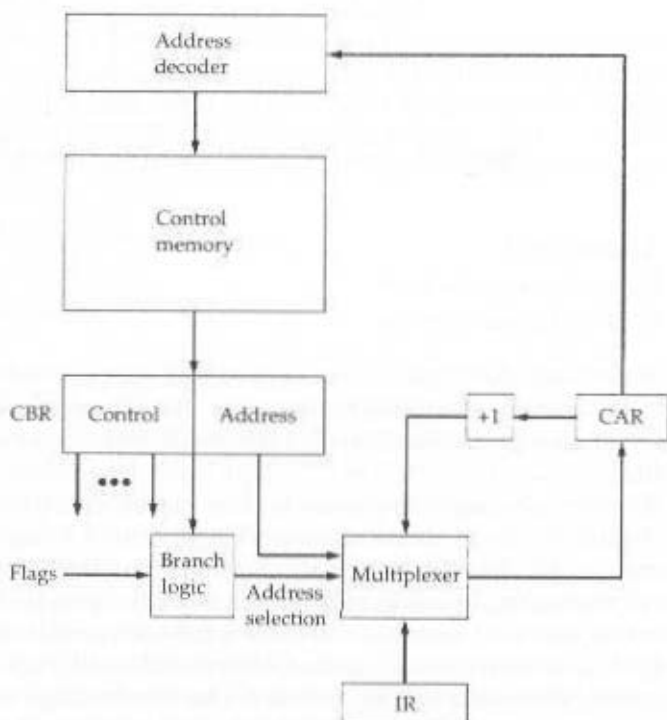 Address
decoder
Control
memory
CBR Control Address
+1 CAR
Flags
Branch
logic
Address
selection
Multiplexer
IR